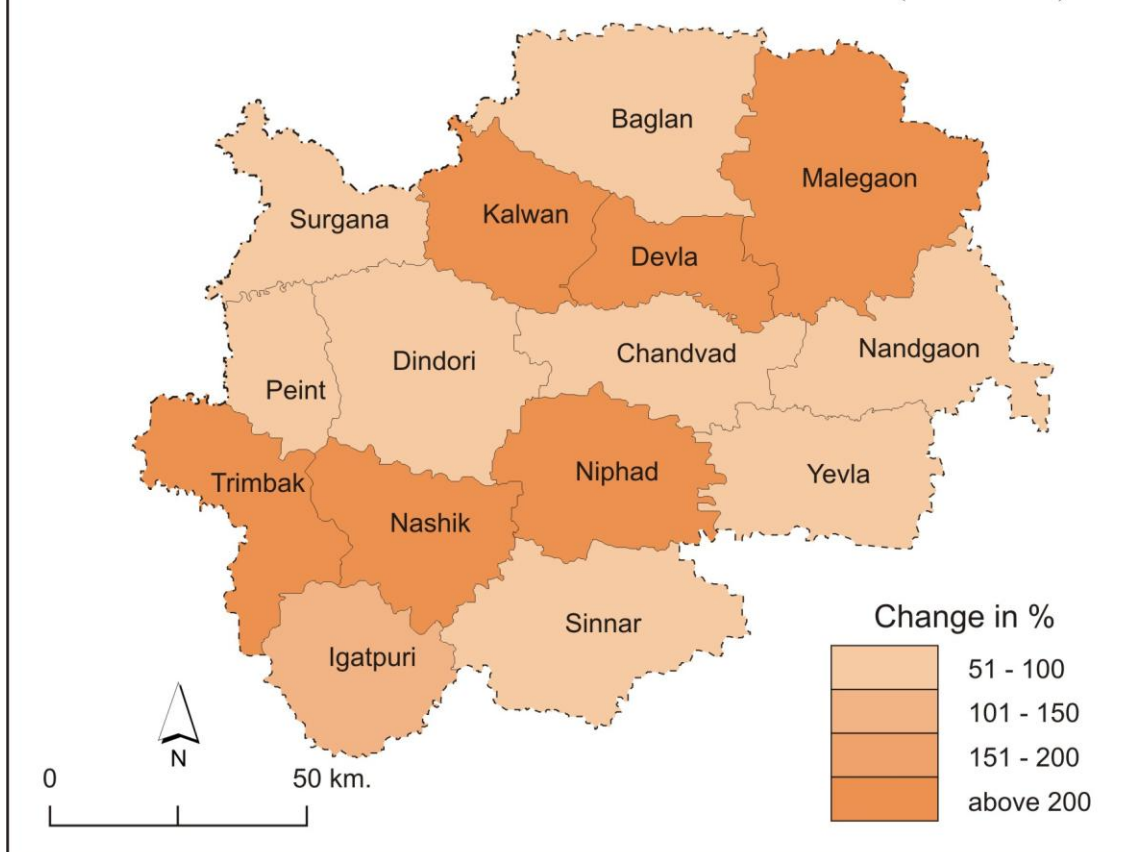 Baglan
Malegaon
Kalwan
Surgana
Devla
Chandvad
Nandgaon
Dindori
Peint
Niphad
Yevla
Trimbak
Nashik
Sinnar
Igatpuri
Change in %
51 - 100
101 - 150
151 - 200
above 200
N
0 50 km.